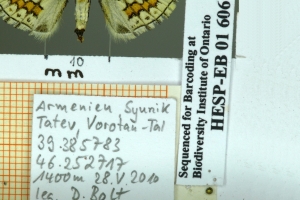 10
Armenien Syunik
Tatev, Vorotan-Tal
39.385783
46.252717
1400m 28.V.2010
leg. D. Bolt
Sequenced for Barcoding at
Biodiversity Institute of Ontario
HESP-EB 01 606